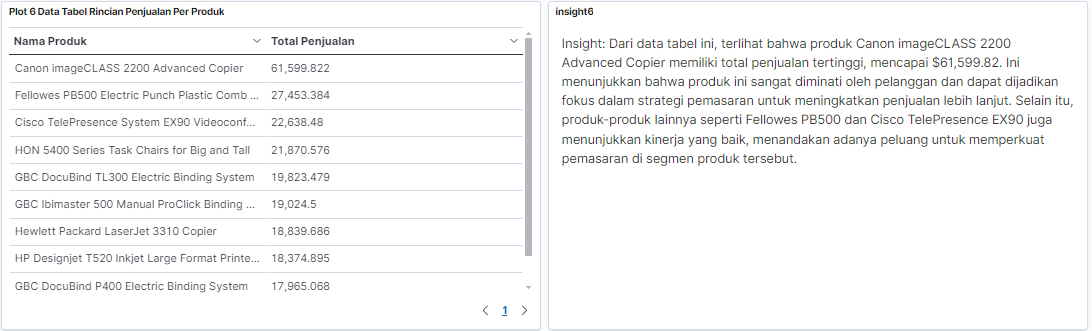 Plot 6 Data Tabel Rincian Penjualan Per Produk
Nama Produk Total Penjualan
Canon imageCLASS 2200 Advanced Copier 61,599.822
Fellowes PB500 Electric Punch Plastic Comb ... 27,453.384
Cisco TelePresence System EX90 Videoconf... 22,638.48
HON 5400 Series Task Chairs for Big and Tall 21,870.576
GBC DocuBind TL300 Electric Binding System 19,823.479
GBC Ibimaster 500 Manual ProClick Binding ... 19,024.5
Hewlett Packard LaserJet 3310 Copier 18,839.686
HP Designjet T520 Inkjet Large Format Printe... 18,374.895
GBC DocuBind P400 Electric Binding System 17,965.068
1
insight6
Insight: Dari data tabel ini, terlihat bahwa produk Canon imageCLASS 2200
Advanced Copier memiliki total penjualan tertinggi, mencapai $61,599.82. Ini
menunjukkan bahwa produk ini sangat diminati oleh pelanggan dan dapat dijadikan
fokus dalam strategi pemasaran untuk meningkatkan penjualan lebih lanjut. Selain itu,
produk-produk lainnya seperti Fellowes PB500 dan Cisco TelePresence EX90 juga
menunjukkan kinerja yang baik, menandakan adanya peluang untuk memperkuat
pemasaran di segmen produk tersebut.